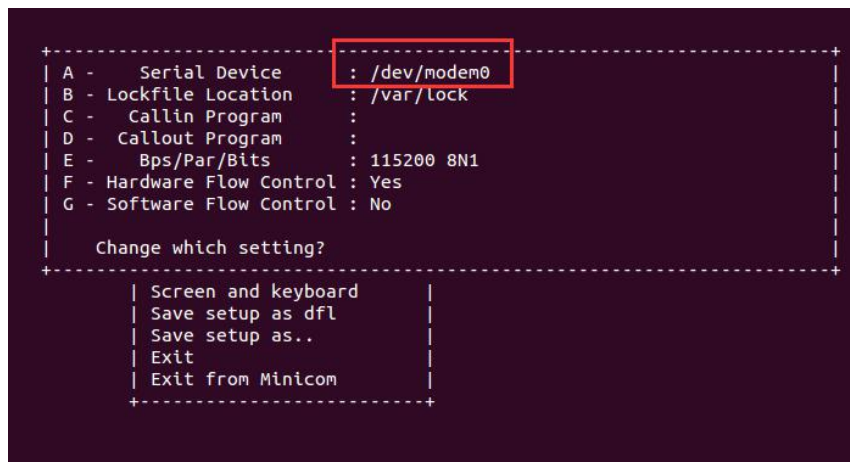 +-----------------------------------------------------------------------+
| A -    Serial Device      : /dev/modem0                               |
| B - Lockfile Location     : /var/lock                                 |
| C -   Callin Program      :                                           |
| D -  Callout Program      :                                           |
| E -    Bps/Par/Bits       : 115200 8N1                                |
| F - Hardware Flow Control : Yes                                       |
| G - Software Flow Control : No                                        |
|                                                                       |
|    Change which setting?                                              |
+-----------------------------------------------------------------------+
| Screen and keyboard      |
| Save setup as dfl        |
| Save setup as..          |
| Exit                     |
| Exit from Minicom        |
+--------------------------+